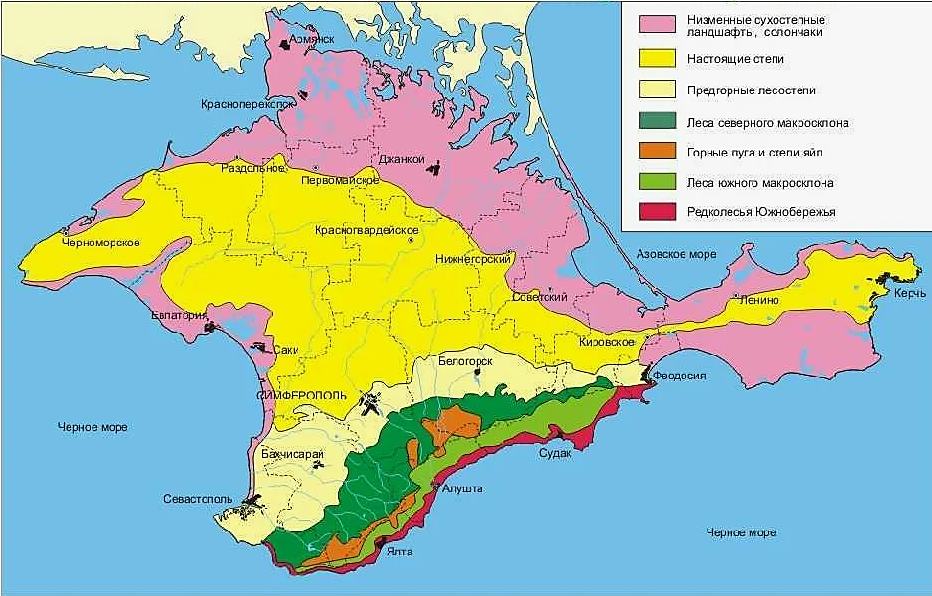 Низменные сухостепные
ландшафты, солончаки
Настоящие степи
Предгорные лесостепи
Леса северного макросклона
Горные луга и степи яйл
Леса южного макросклона
Редколесья Южнобережья
Армянск
Красноперекопск
Джанкой
Раздольное
Первомайское
Красногвардейское
Черноморское
Нижнегорский
Азовское море
Советский
Ленино
Керчь
Евпатория
Саки
Кировское
Белогорск
Феодосия
СИМФЕРОПОЛЬ
Черное море
Бахчисарай
Судак
Севастополь
Алушта
Черное море
Ялта